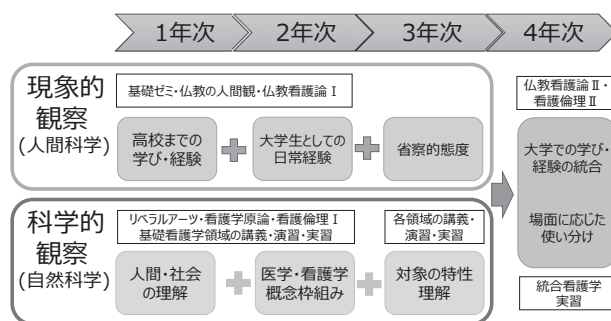 1年次
2年次
3年次
4年次
現象的
観察
(人間科学)
基礎ゼミ・仏教の人間観・仏教看護論Ⅰ
高校までの
学び・経験
大学生としての
日常経験
省察的態度
科学的
観察
(自然科学)
リベラルアーツ・看護学原論・看護倫理Ⅰ
基礎看護学領域の講義・演習・実習
各領域の講義・
演習・実習
人間・社会
の理解
医学・看護学
概念枠組み
対象の特性
理解
仏教看護論Ⅱ・
看護倫理Ⅱ
大学での学び・
経験の統合
場面に応じた
使い分け
統合看護学
実習